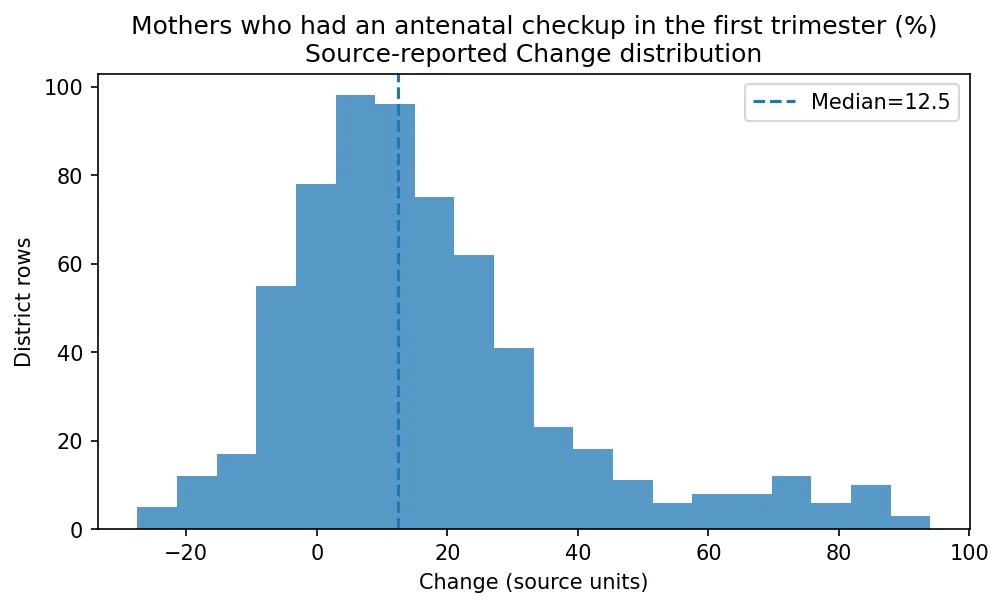 Mothers who had an antenatal checkup in the first trimester (%)
Source-reported Change distribution
Median=12.5
District rows
100
80
60
40
20
0
−20
0
20
40
60
80
100
Change (source units)